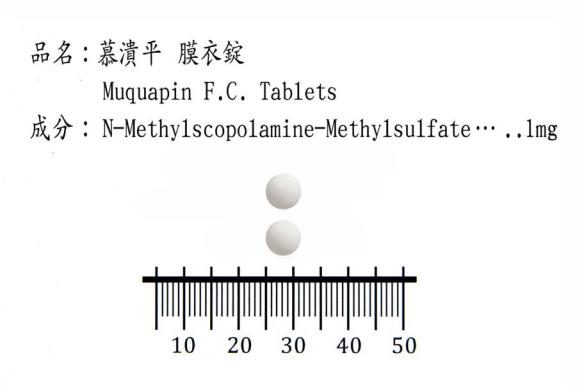 品名：慕潰平 膜衣錠
Muquapin F.C. Tablets
成分：N-Methylscopolamine-Methylsulfate⋯ ..1mg
10 20 30 40 50